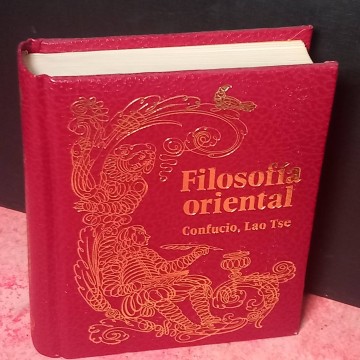 Filosofía
oriental
Confucio, Lao Tse